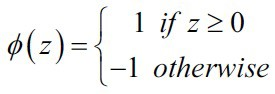 ϕ(z) = { 1 if z ≥ 0
−1 otherwise